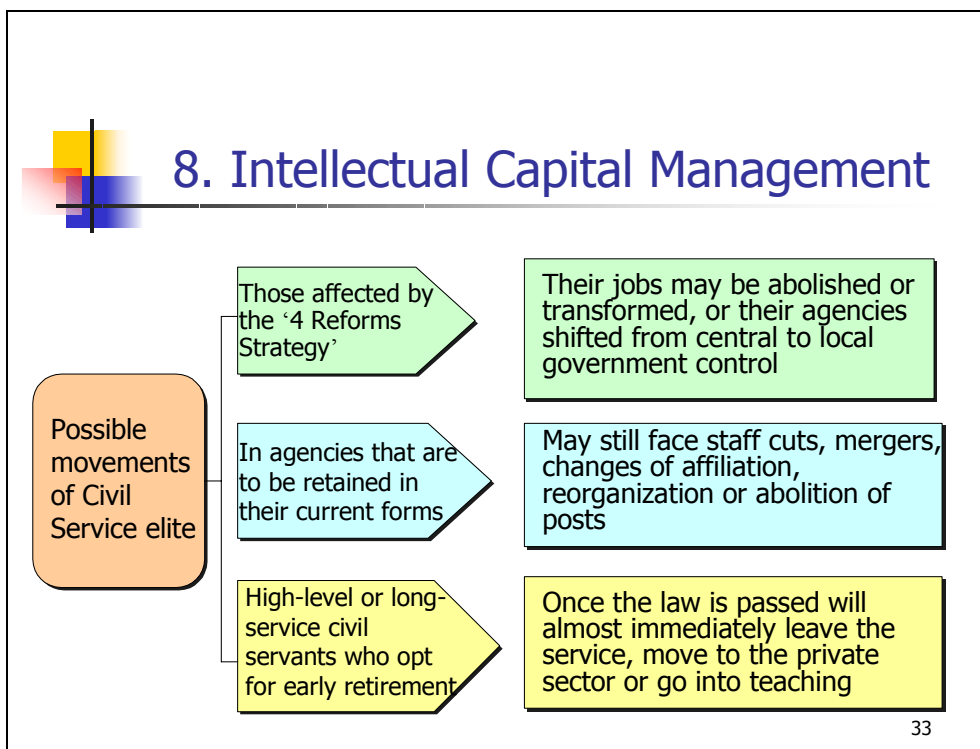 8. Intellectual Capital Management
Possible
movements
of Civil
Service elite
Those affected by
the ‘4 Reforms
Strategy’
Their jobs may be abolished or
transformed, or their agencies
shifted from central to local
government control
In agencies that are
to be retained in
their current forms
May still face staff cuts, mergers,
changes of affiliation,
reorganization or abolition of
posts
High-level or long-
service civil
servants who opt
for early retirement
Once the law is passed will
almost immediately leave the
service, move to the private
sector or go into teaching
33